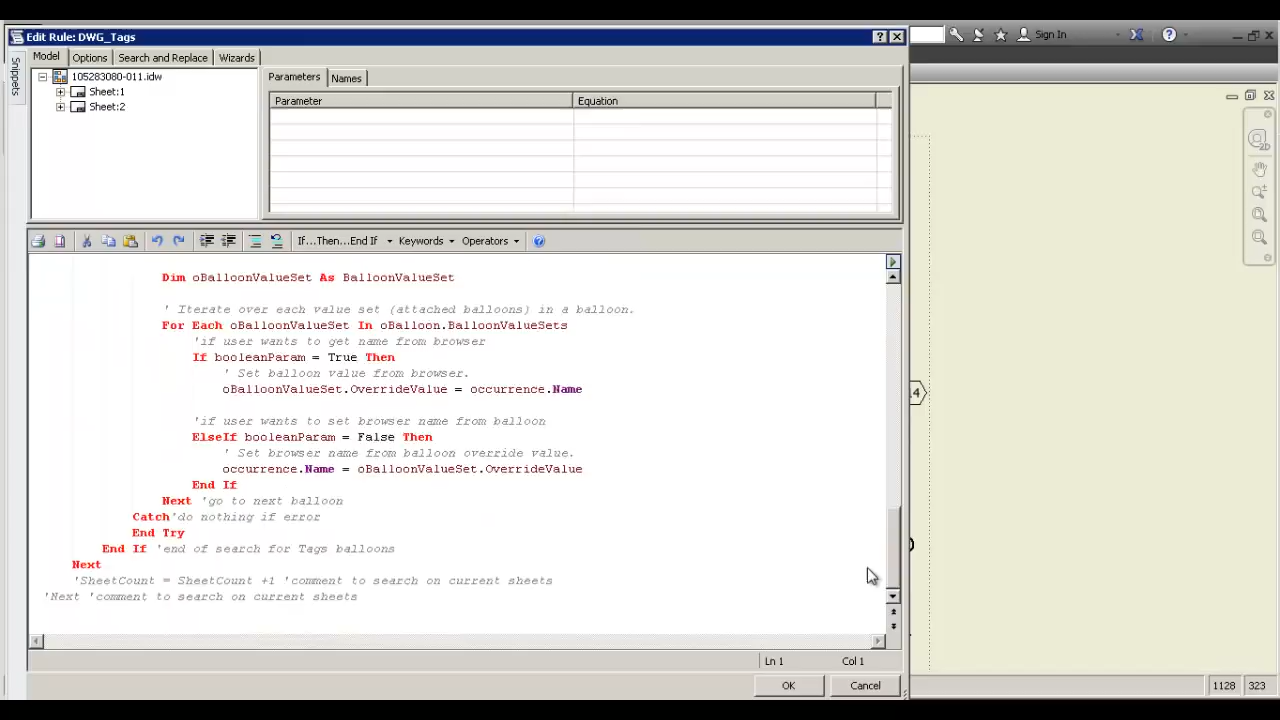 Edit Rule: DWG_Tags
Sign In
Snippets
Model
Options
Search and Replace
Wizards
105283080-011.idw
Sheet:1
Sheet:2
Parameters
Names
Parameter
Equation
If...Then...End If
Keywords
Operators
Dim oBalloonValueSet As BalloonValueSet
' Iterate over each value set (attached balloons) in a balloon.
For Each oBalloonValueSet In oBalloon.BalloonValueSets
'if user wants to get name from browser
If booleanParam = True Then
' Set balloon value from browser.
oBalloonValueSet.OverrideValue = occurrence.Name
'if user wants to set browser name from balloon
ElseIf booleanParam = False Then
' Set browser name from balloon override value.
occurrence.Name = oBalloonValueSet.OverrideValue
End If
Next 'go to next balloon
Catch'do nothing if error
End Try
End If 'end of search for Tags balloons
Next
'SheetCount = SheetCount +1 'comment to search on current sheets
'Next 'comment to search on current sheets
Ln 1
Col 1
OK
Cancel
2D
.4
1128
323